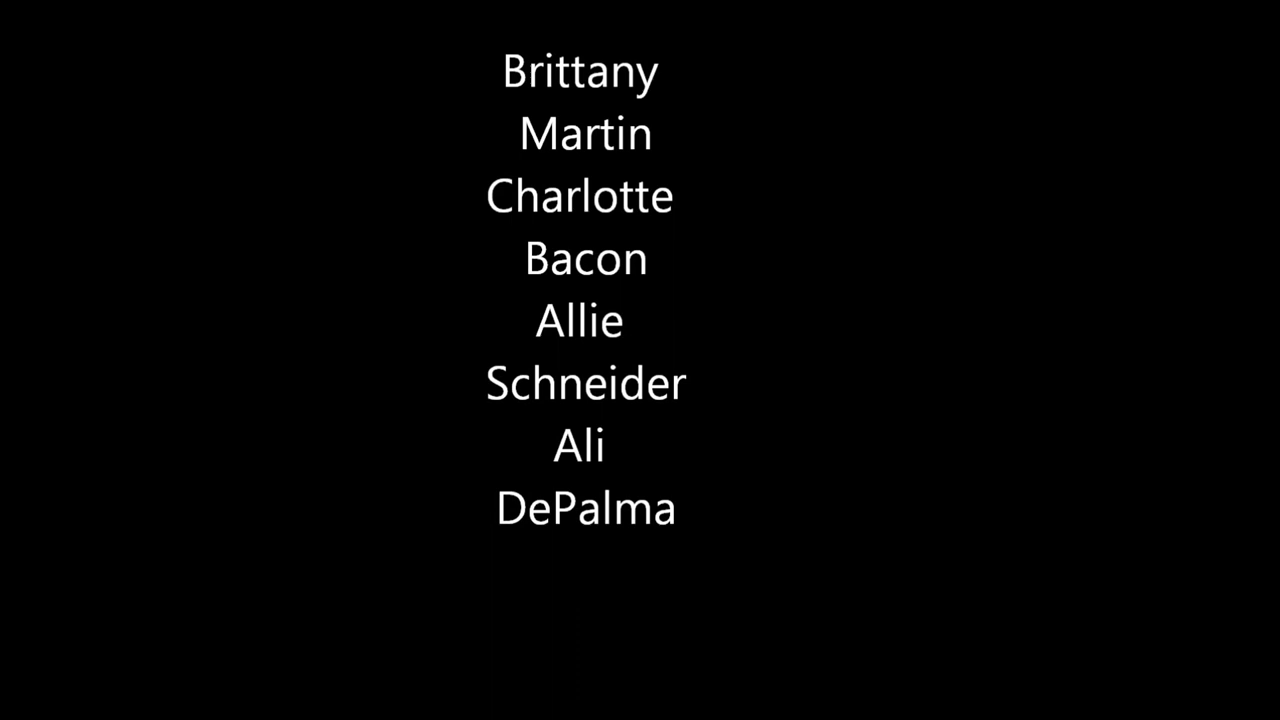 Brittany
Martin
Charlotte
Bacon
Allie
Schneider
Ali
DePalma